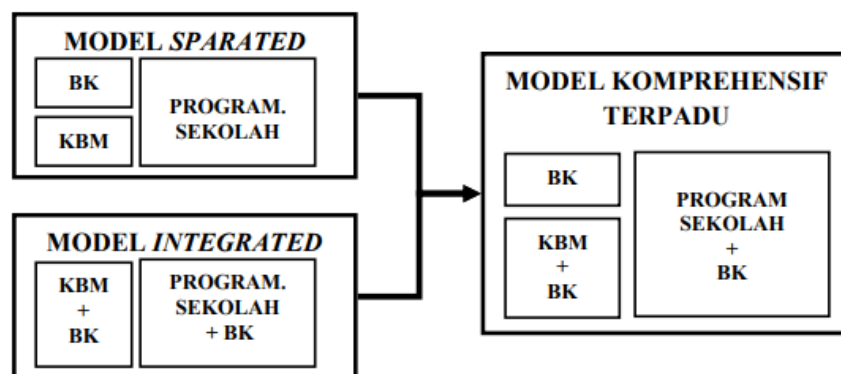 MODEL SPARATED
BK
KBM
PROGRAM.
SEKOLAH
MODEL INTEGRATED
KBM
+
BK
PROGRAM.
SEKOLAH
+ BK
MODEL KOMPREHENSIF
TERPADU
BK
KBM
+
BK
PROGRAM
SEKOLAH
+
BK